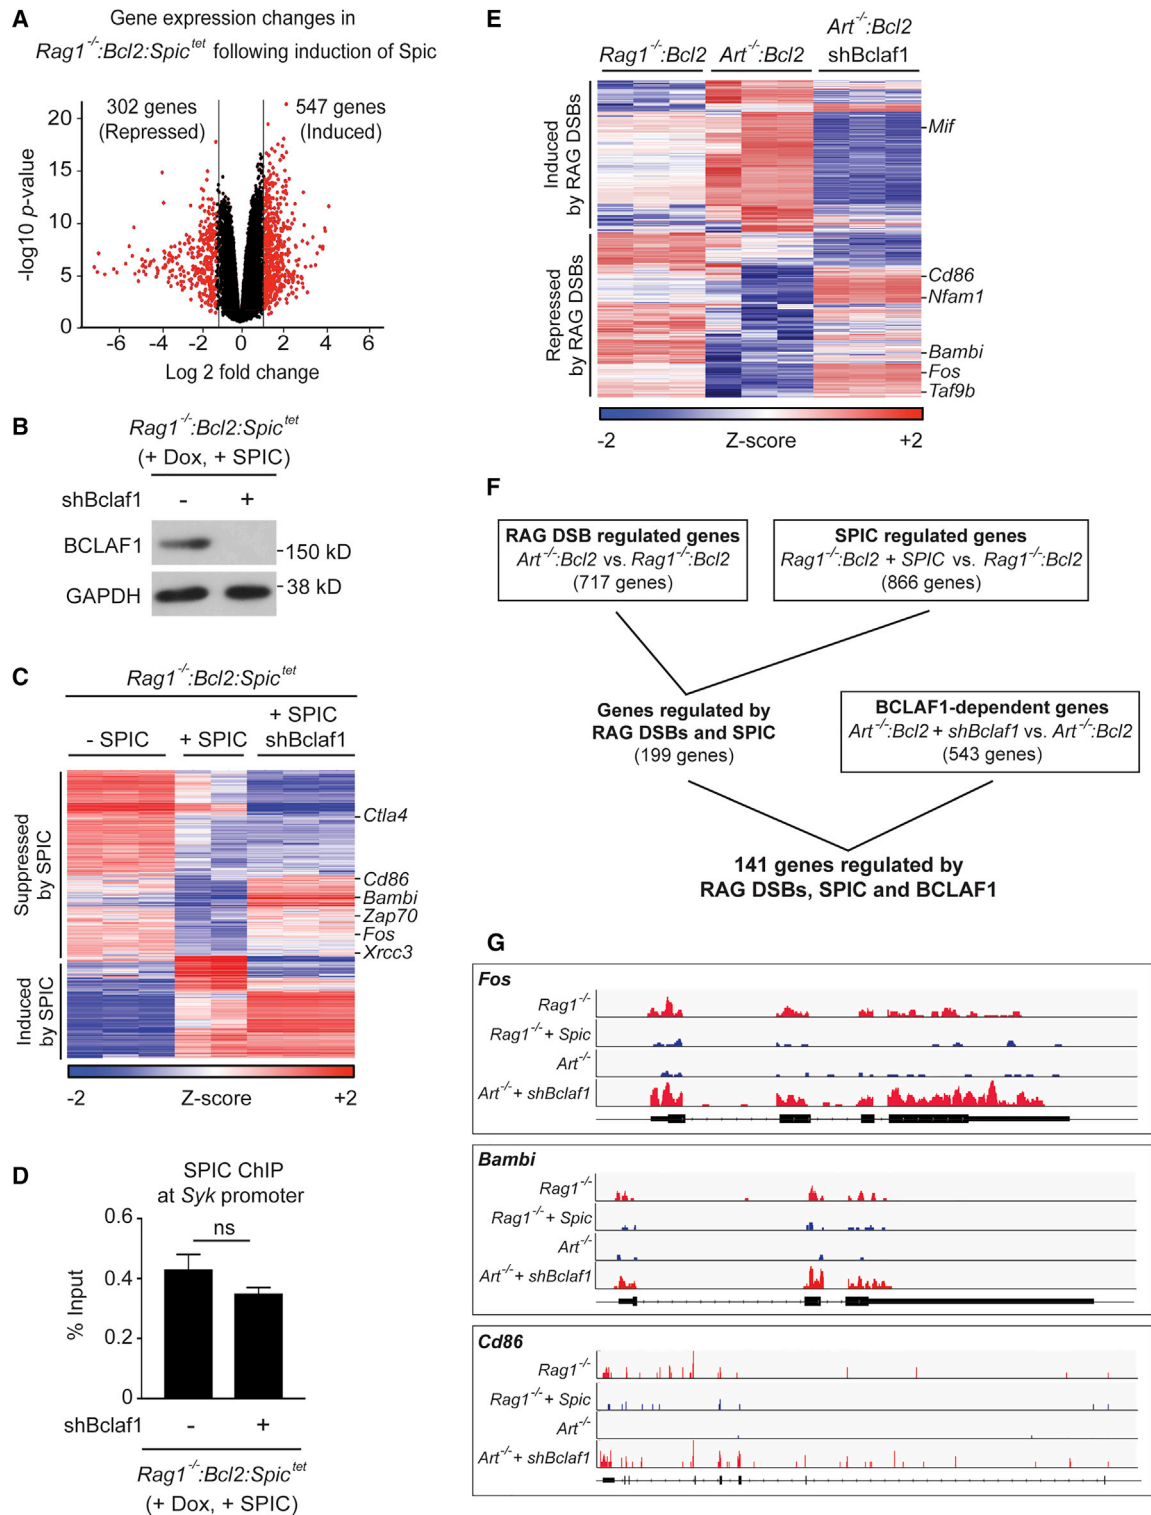 A
Gene expression changes in
Rag1-/-:Bcl2:Spictet following induction of Spic
302 genes
(Repressed)
547 genes
(Induced)
20
15
10
5
0
-log10 p-value
-6 -4 -2 0 2 4 6
Log 2 fold change
B
Rag1-/-:Bcl2:Spictet
(+ Dox, + SPIC)
shBclaf1 - +
BCLAF1
-150 kD
GAPDH
-38 kD
C
Rag1-/-:Bcl2:Spictet
- SPIC
+ SPIC
+ SPIC
shBclaf1
Suppressed
by SPIC
Induced
by SPIC
Ctla4
Cd86
Bambi
Zap70
Fos
Xrcc3
-2 Z-score +2
D
SPIC ChIP
at Syk promoter
ns
0.6
0.4
0.2
0
% Input
shBclaf1 - +
Rag1-/-:Bcl2:Spictet
(+ Dox, + SPIC)
E
Rag1-/-:Bcl2
Art-/-:Bcl2
Art-/-:Bcl2
shBclaf1
Induced
by RAG DSBs
Repressed
by RAG DSBs
Mif
Cd86
Nfam1
Bambi
Fos
Taf9b
-2 Z-score +2
F
RAG DSB regulated genes
Art-/-:Bcl2 vs. Rag1-/-:Bcl2
(717 genes)
SPIC regulated genes
Rag1-/-:Bcl2 + SPIC vs. Rag1-/-:Bcl2
(866 genes)
Genes regulated by
RAG DSBs and SPIC
(199 genes)
BCLAF1-dependent genes
Art-/-:Bcl2 + shBclaf1 vs. Art-/-:Bcl2
(543 genes)
141 genes regulated by
RAG DSBs, SPIC and BCLAF1
G
Fos
Rag1-/-
Rag1-/- + Spic
Art-/-
Art-/- + shBclaf1
Bambi
Rag1-/-
Rag1-/- + Spic
Art-/-
Art-/- + shBclaf1
Cd86
Rag1-/-
Rag1-/- + Spic
Art-/-
Art-/- + shBclaf1